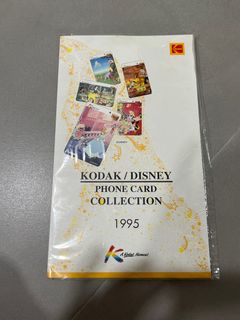 KODAK / DISNEY
PHONE CARD
COLLECTION
1995